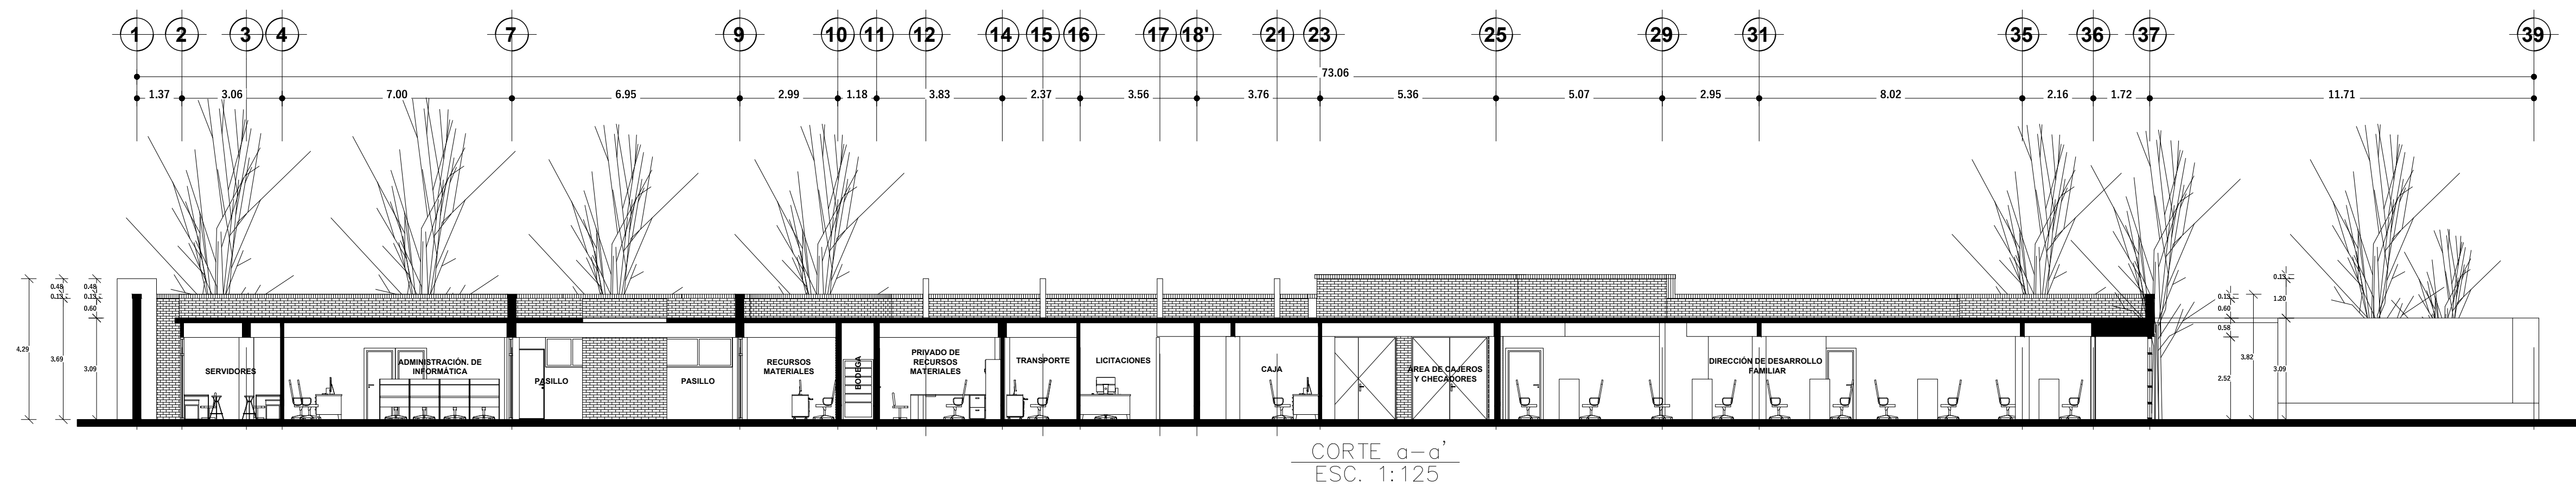 1 2 3 4 7 9 10 11 12 14 15 16 17 18' 21 23 25 29 31 35 36 37 39
73.06
1.37 3.06 7.00 6.95 2.99 1.18 3.83 2.37 3.56 3.76 5.36 5.07 2.95 8.02 2.16 1.72 11.71
4.29
0.48
0.13
3.69
0.48
0.13
0.60
3.09
SERVIDORES
ADMINISTRACIÓN. DE
INFORMÁTICA
PASILLO
PASILLO
RECURSOS
MATERIALES
BODEGA
PRIVADO DE
RECURSOS
MATERIALES
TRANSPORTE
LICITACIONES
CAJA
ÁREA DE CAJEROS
Y CHECADORES
DIRECCIÓN DE DESARROLLO
FAMILIAR
0.13
0.60
0.58
2.52
3.82
0.13
1.20
3.09
CORTE a-a'
ESC. 1:125